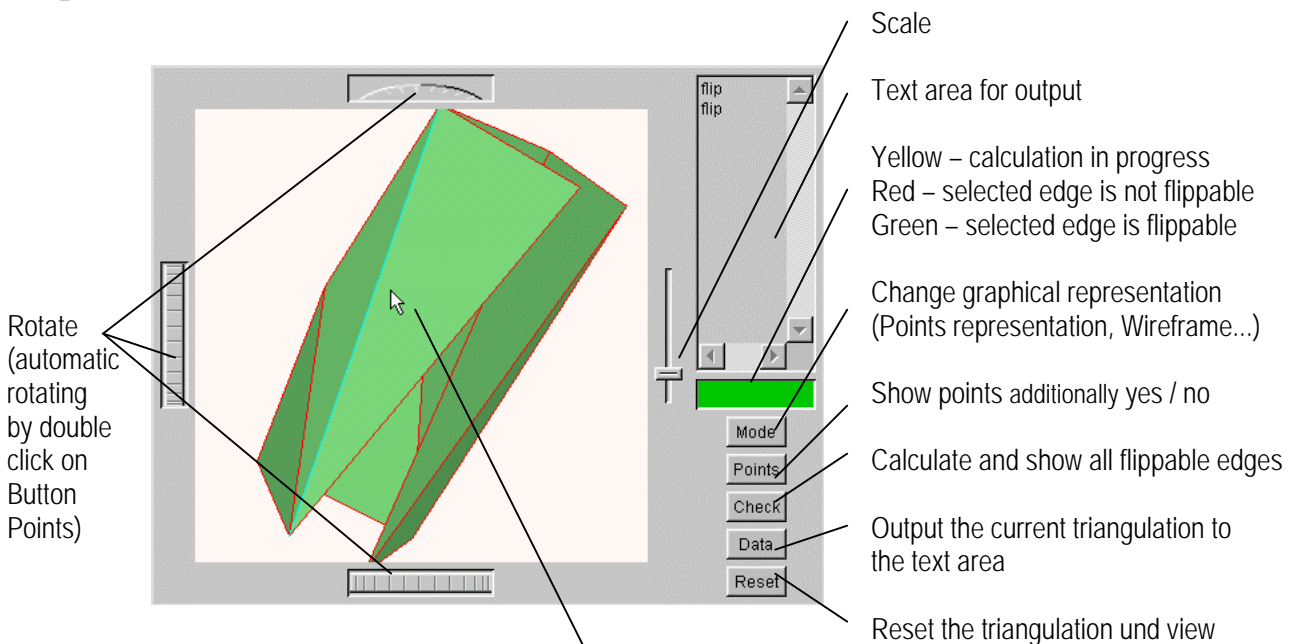 Scale
flip
flip
Text area for output
Yellow – calculation in progress
Red – selected edge is not flippable
Green – selected edge is flippable
Change graphical representation
(Points representation, Wireframe...)
Rotate
(automatic
rotating
by double
click on
Button
Points)
Show points additionally yes / no
Mode
Points
Calculate and show all flippable edges
Check
Data
Output the current triangulation to
the text area
Reset
Reset the triangulation und view